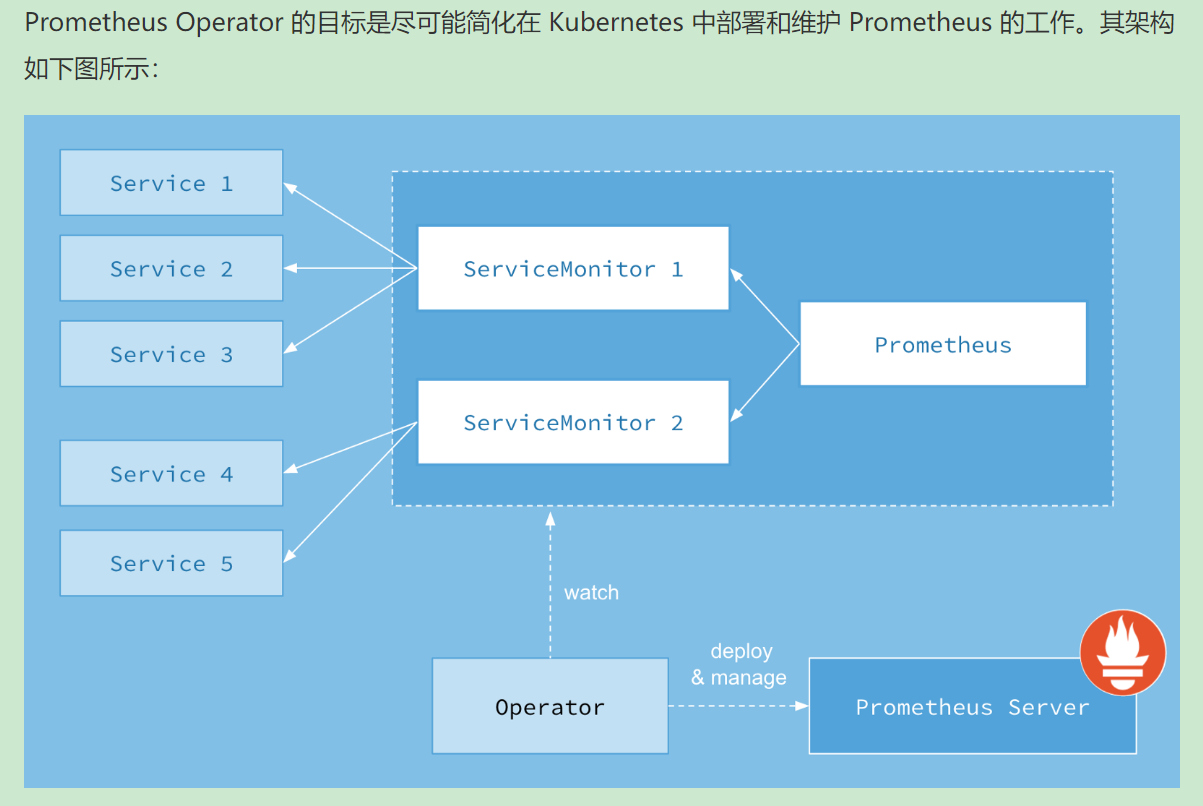 Prometheus Operator 的目标是尽可能简化在 Kubernetes 中部署和维护 Prometheus 的工作。其架构
如下图所示：
Service 1
Service 2
Service 3
Service 4
Service 5
ServiceMonitor 1
ServiceMonitor 2
Prometheus
watch
deploy
& manage
Operator
Prometheus Server